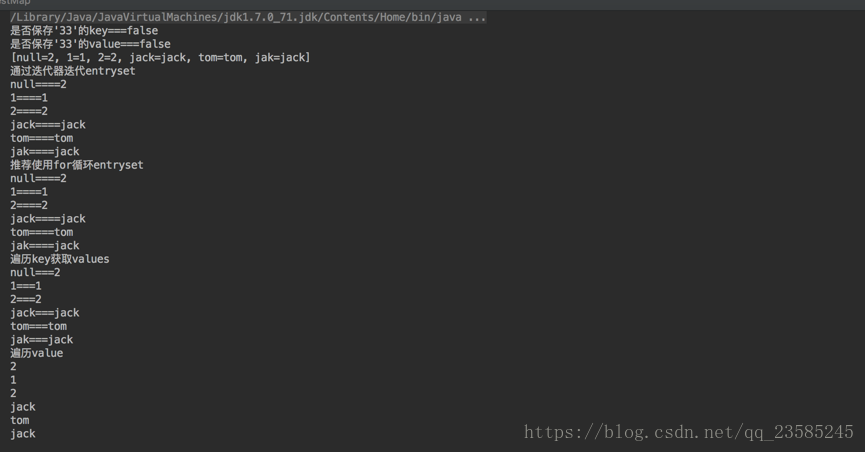 estMap
/Library/Java/JavaVirtualMachines/jdk1.7.0_71.jdk/Contents/Home/bin/java ...
是否保存'33'的key===false
是否保存'33'的value===false
[null=2, 1=1, 2=2, jack=jack, tom=tom, jak=jack]
通过迭代器迭代entryset
null====2
1====1
2====2
jack====jack
tom====tom
jak====jack
推荐使用for循环entryset
null====2
1====1
2====2
jack====jack
tom====tom
jak====jack
遍历key获取values
null===2
1===1
2===2
jack===jack
tom===tom
jak===jack
遍历value
2
1
2
jack
tom
jack
https://blog.csdn.net/qq_23585245